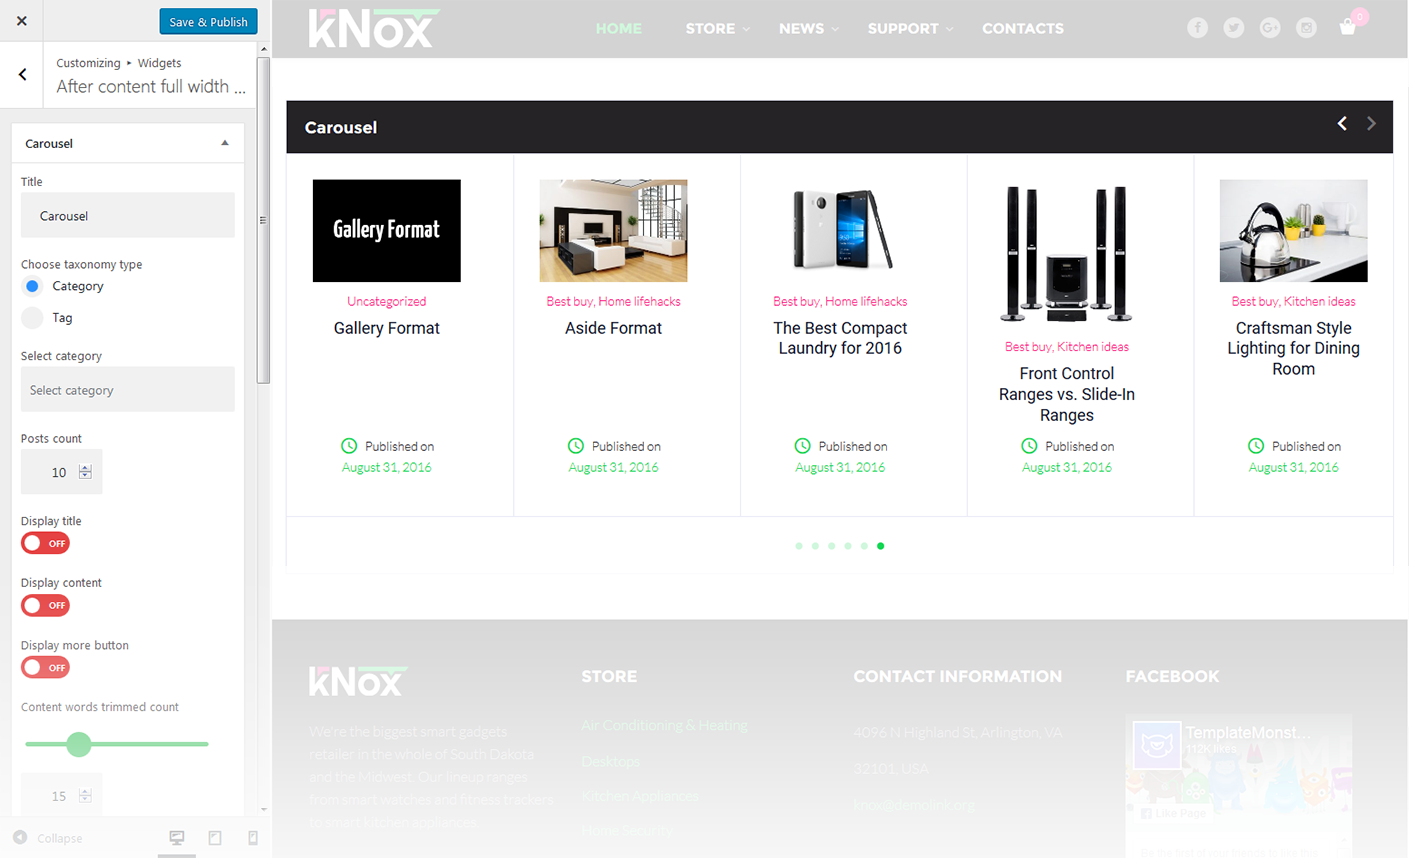 Save & Publish
Customizing ▸ Widgets
After content full width ...
Carousel
Title
Carousel
Choose taxonomy type
Category
Tag
Select category
Select category
Posts count
10
Display title
OFF
Display content
OFF
Display more button
OFF
Content words trimmed count
15
Collapse
KNOX
HOME
STORE
NEWS
SUPPORT
CONTACTS
0
Carousel
Gallery Format
Uncategorized
Gallery Format
Published on
August 31, 2016
Best buy, Home lifehacks
Aside Format
Published on
August 31, 2016
Best buy, Home lifehacks
The Best Compact
Laundry for 2016
Published on
August 31, 2016
Best buy, Kitchen ideas
Front Control
Ranges vs. Slide-In
Ranges
Published on
August 31, 2016
Best buy, Kitchen ideas
Craftsman Style
Lighting for Dining
Room
Published on
August 31, 2016
KNOX
We're the biggest smart gadgets
retailer in the whole of South Dakota
and the Midwest. Our lineup ranges
from smart watches and fitness trackers
to smart kitchen appliances.
STORE
Air Conditioning & Heating
Desktops
Kitchen Appliances
Home Security
CONTACT INFORMATION
4096 N Highland St, Arlington, VA
32101, USA
knox@demolink.org
FACEBOOK
TemplateMonst...
112K likes
Like Page